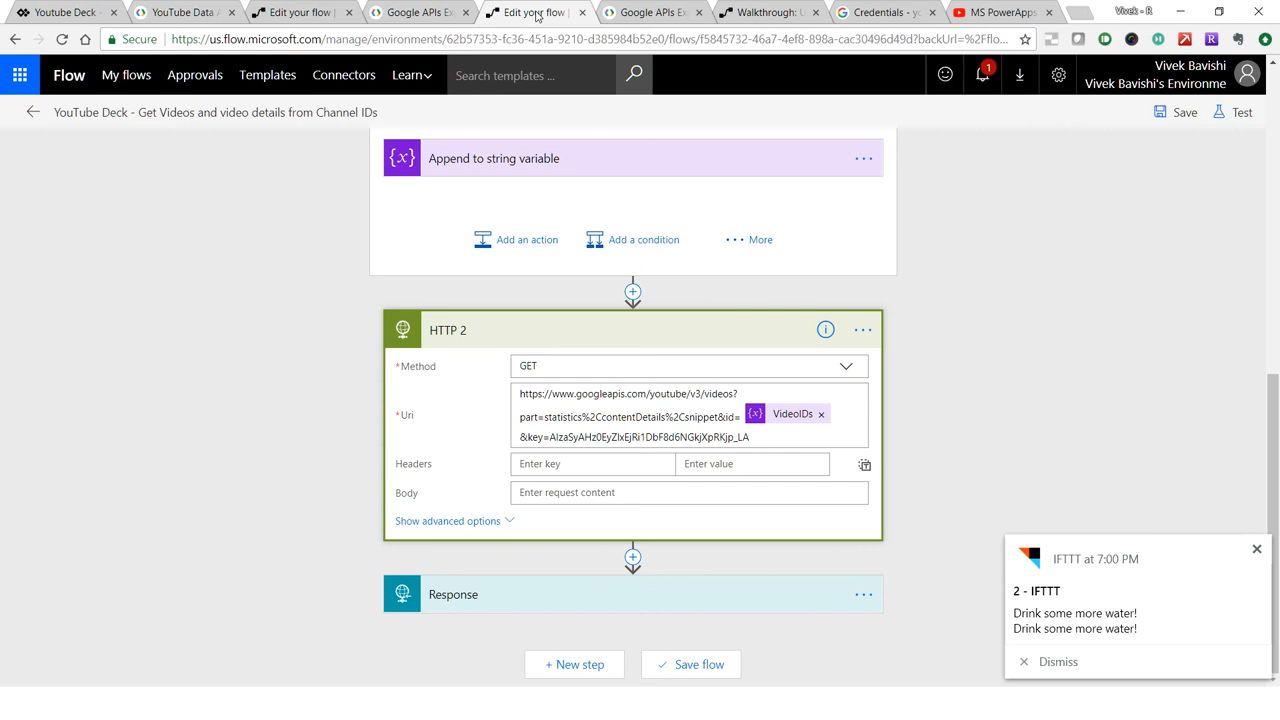 Youtube Deck -
YouTube Data A
Edit your flow |
Google APIs Exp
Edit your flow |
Google APIs Ex
Walkthrough: U
Credentials - yo
MS PowerApps
Vivek - R
Secure
https://us.flow.microsoft.com/manage/environments/62b57353-fc36-451a-9210-d385984b52e0/flows/f5845732-46a7-4ef8-898a-cac30496d49d?backUrl=%2Fflo...
Flow
My flows
Approvals
Templates
Connectors
Learn
Search templates ...
1
Vivek Bavishi
Vivek Bavishi's Environme
YouTube Deck - Get Videos and video details from Channel IDs
Save
Test
{x} Append to string variable
Add an action
Add a condition
More
HTTP 2
*Method
GET
*Uri
https://www.googleapis.com/youtube/v3/videos?
part=statistics%2CcontentDetails%2Csnippet&id= {x} VideoIDs x
Headers
Enter key
Enter value
Body
Enter request content
Show advanced options
Response
+ New step
Save flow
IFTTT at 7:00 PM
2 - IFTTT
Drink some more water!
Drink some more water!
Dismiss